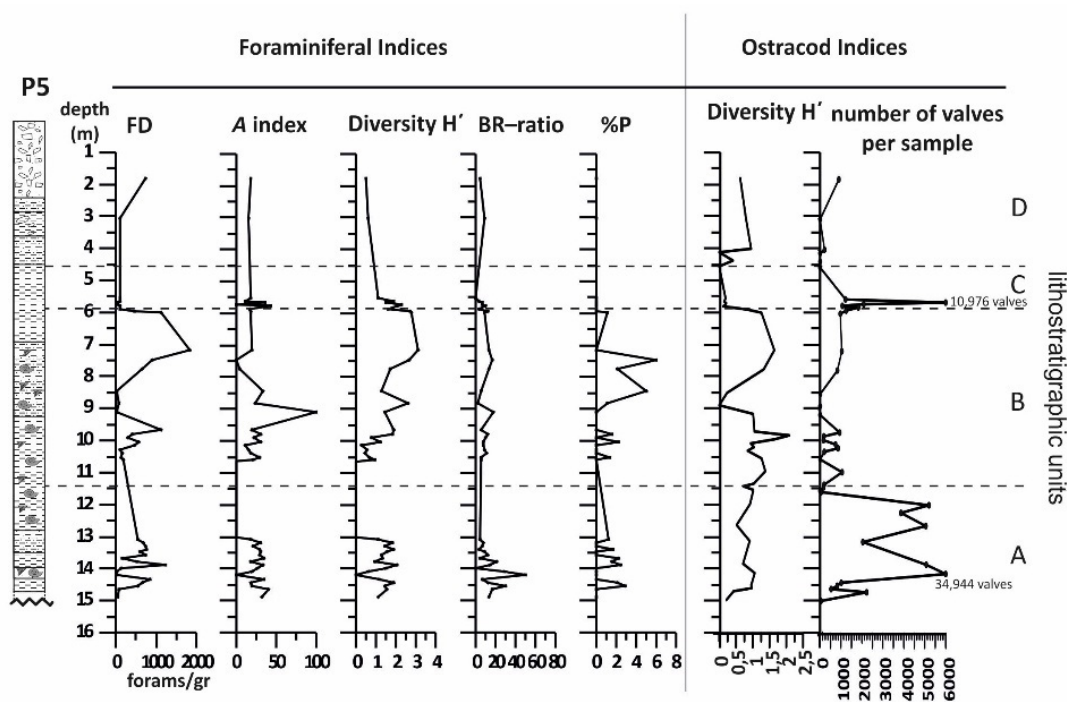 Foraminiferal Indices
Ostracod Indices
P5
depth
(m)
FD
A index
Diversity H´
BR–ratio
%P
Diversity H´
number of valves
per sample
1
2
3
4
5
6
7
8
9
10
11
12
13
14
15
16
D
C
B
A
10,976 valves
34,944 valves
lithostratigraphic units
0 1000 2000
forams/gr
0 50 100
0 1 2 3 4
0 20 40 60 80
0 2 4 6 8
0 0,5 1 1,5 2 2,5
0 1000 2000 3000 4000 5000 6000